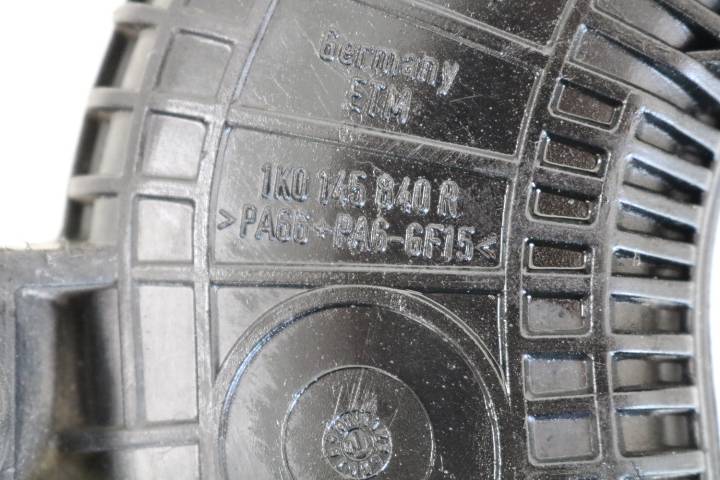 Germany
ETM
1K0 145 840 R
>PA66+PA6-GF15<